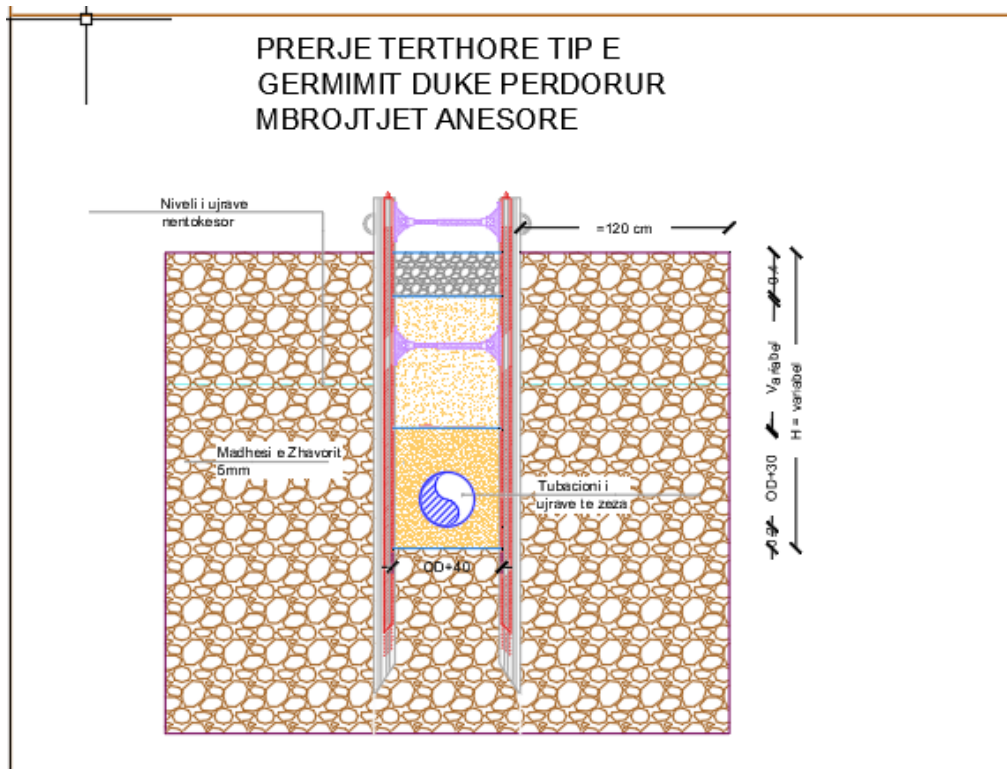 PRERJE TERTHORE TIP E
GERMIMIT DUKE PERDORUR
MBROJTJET ANESORE
Niveli i ujrave
nentokesor
=120 cm
Variabel
H = variabel
OD+30
Madhesi e Zhavorit
5mm
Tubacioni i
ujrave te zeza
OD+40